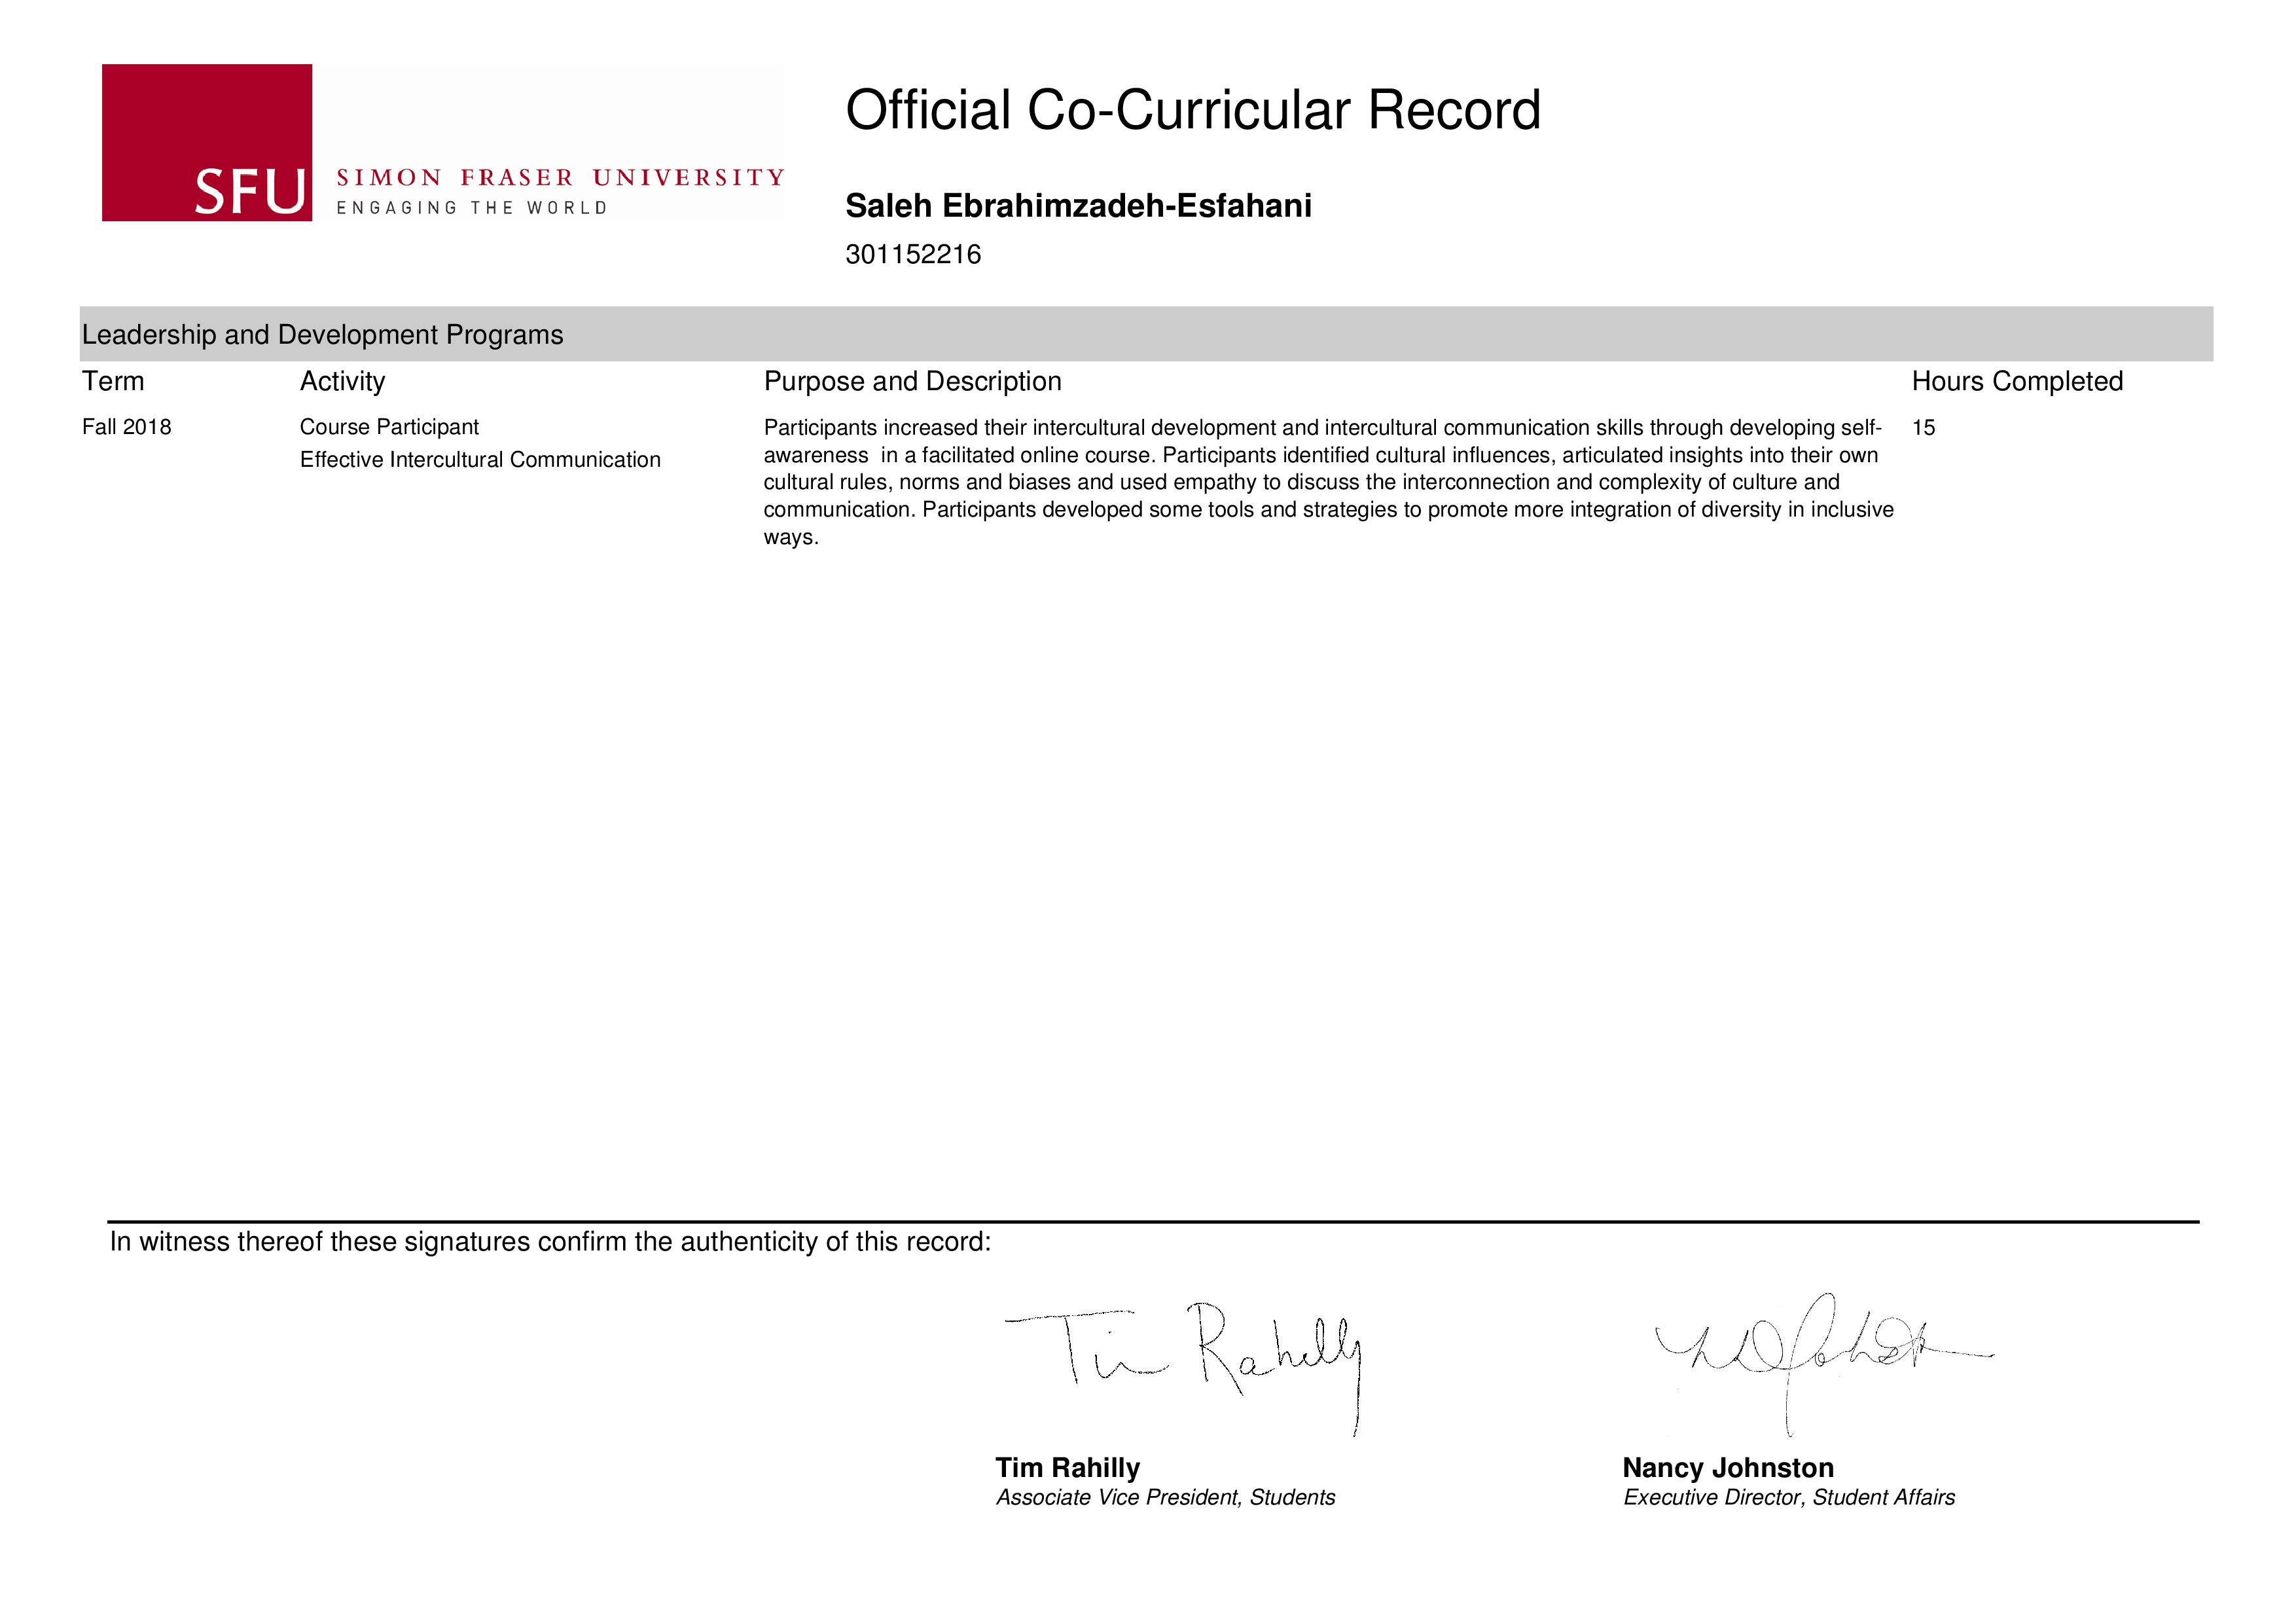 SFU
SIMON FRASER UNIVERSITY
ENGAGING THE WORLD
Official Co-Curricular Record
Saleh Ebrahimzadeh-Esfahani
301152216
Leadership and Development Programs
Term Activity Purpose and Description Hours Completed
Fall 2018 Course Participant Participants increased their intercultural development and intercultural communication skills through developing self- 15
awareness  in a facilitated online course. Participants identified cultural influences, articulated insights into their own
Effective Intercultural Communication
cultural rules, norms and biases and used empathy to discuss the interconnection and complexity of culture and
communication. Participants developed some tools and strategies to promote more integration of diversity in inclusive
ways.
In witness thereof these signatures confirm the authenticity of this record:
Tim Rahilly
Tim Rahilly Nancy Johnston
Associate Vice President, Students Executive Director, Student Affairs